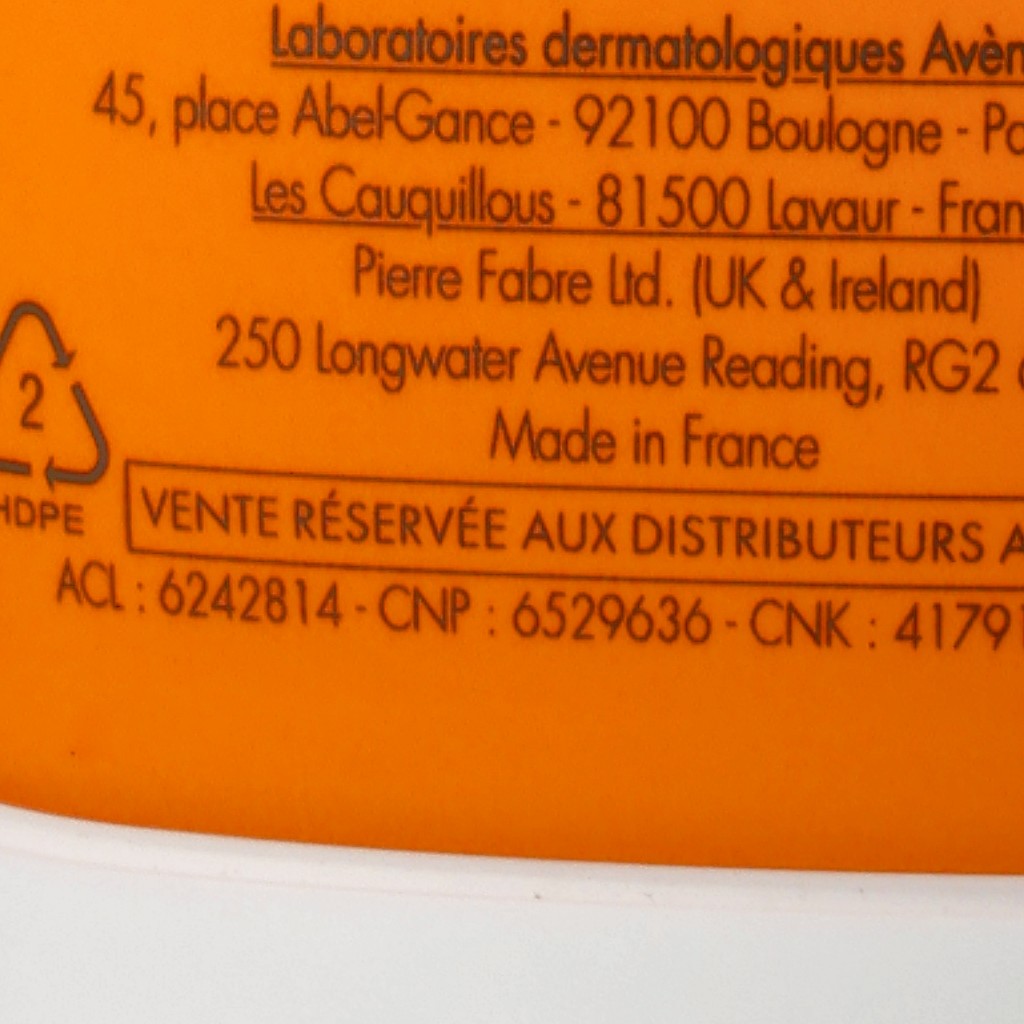 Laboratoires dermatologiques Avèn
45, place Abel-Gance - 92100 Boulogne - Pa
Les Cauquillous - 81500 Lavaur - Fran
Pierre Fabre Ltd. (UK & Ireland)
250 Longwater Avenue Reading, RG2
Made in France
2
HDPE
VENTE RÉSERVÉE AUX DISTRIBUTEURS A
ACL : 6242814 - CNP : 6529636 - CNK : 4179